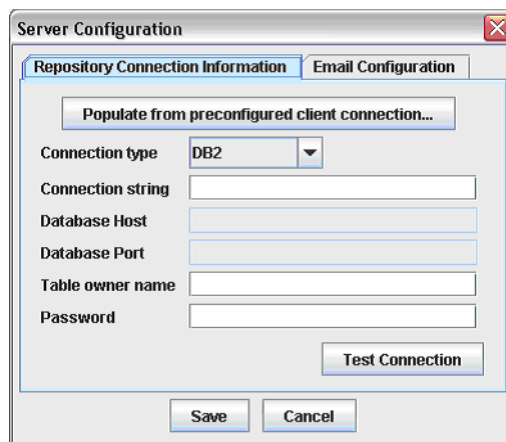 Server Configuration
Repository Connection Information Email Configuration
Populate from preconfigured client connection...
Connection type DB2
Connection string
Database Host
Database Port
Table owner name
Password
Test Connection
Save Cancel